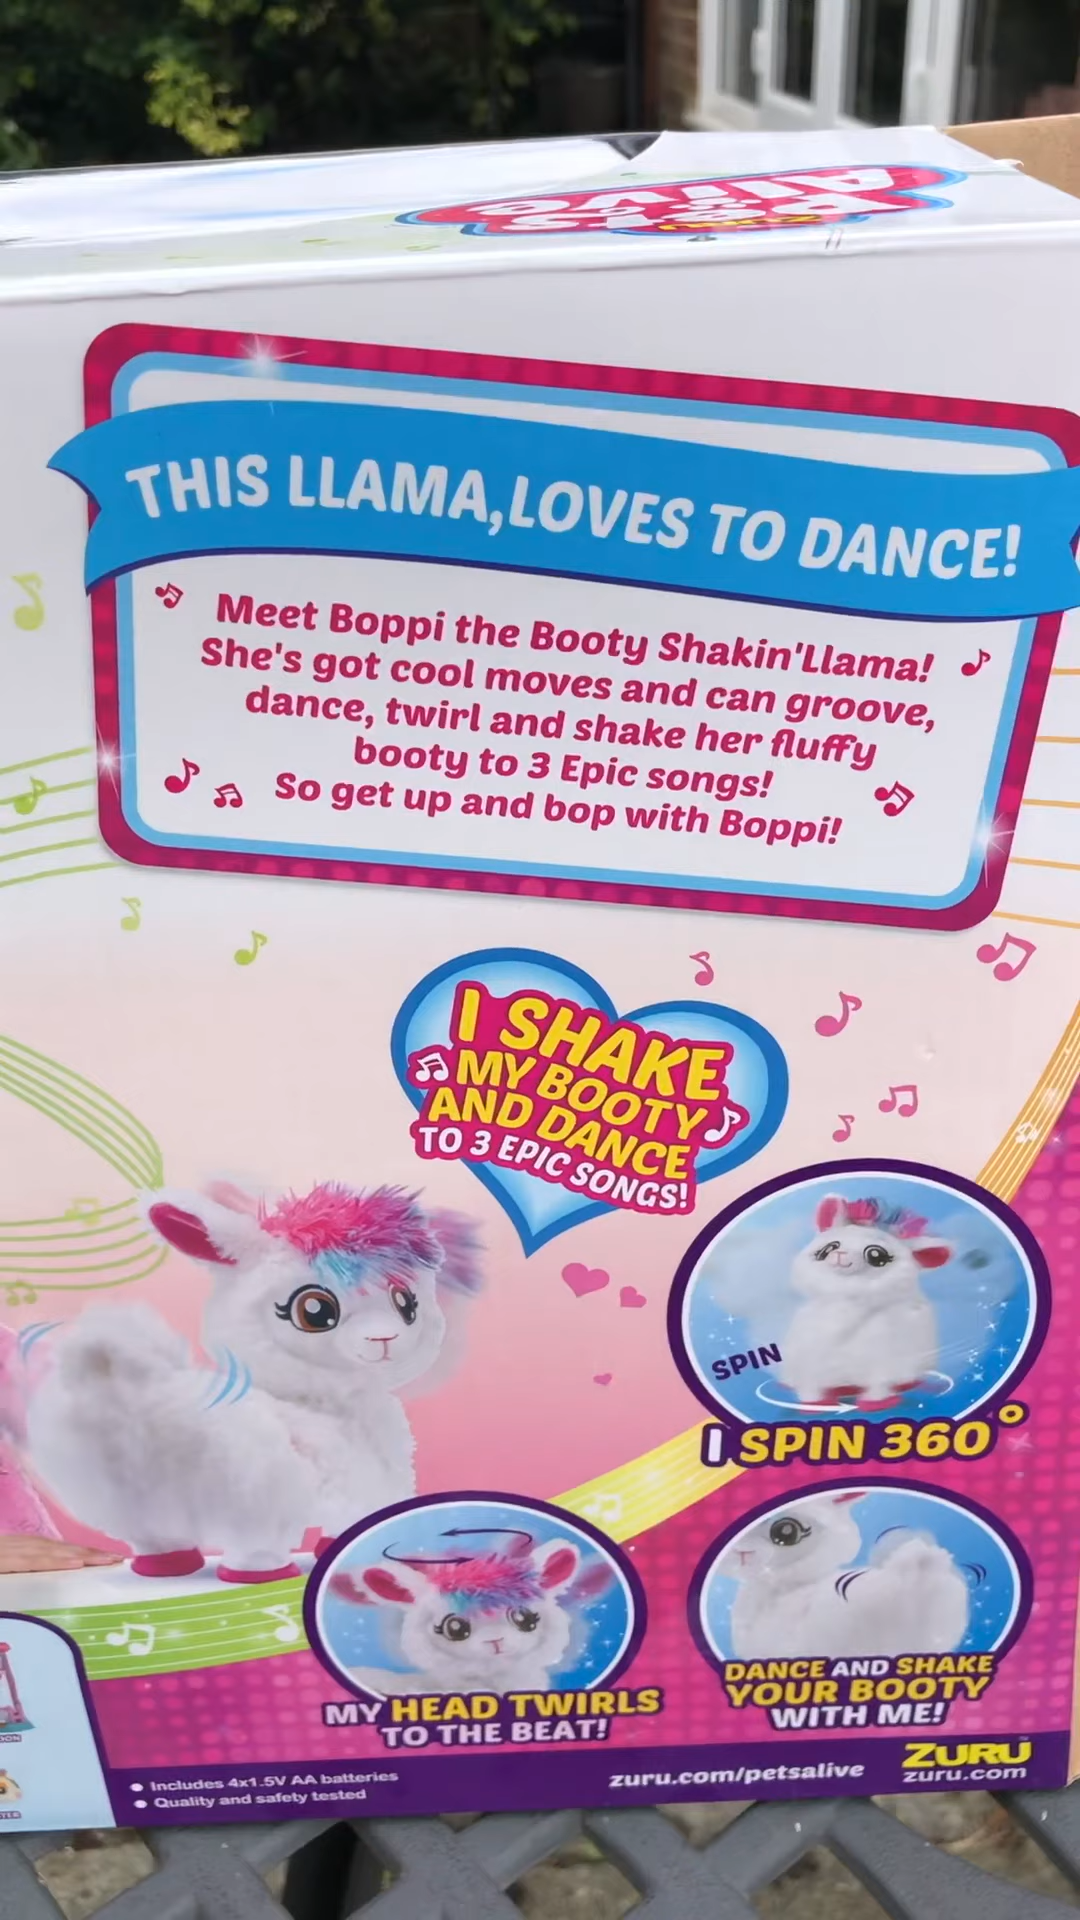 Pets
Alive
THIS LLAMA, LOVES TO DANCE!
Meet Boppi the Booty Shakin'Llama!
She's got cool moves and can groove,
dance, twirl and shake her fluffy
booty to 3 Epic songs!
So get up and bop with Boppi!
I SHAKE
MY BOOTY
AND DANCE
TO 3 EPIC SONGS!
SPIN
I SPIN 360°
MY HEAD TWIRLS
TO THE BEAT!
DANCE AND SHAKE
YOUR BOOTY
WITH ME!
• Includes 4x1.5V AA batteries
• Quality and safety tested
zuru.com/petsalive
ZURU™
zuru.com